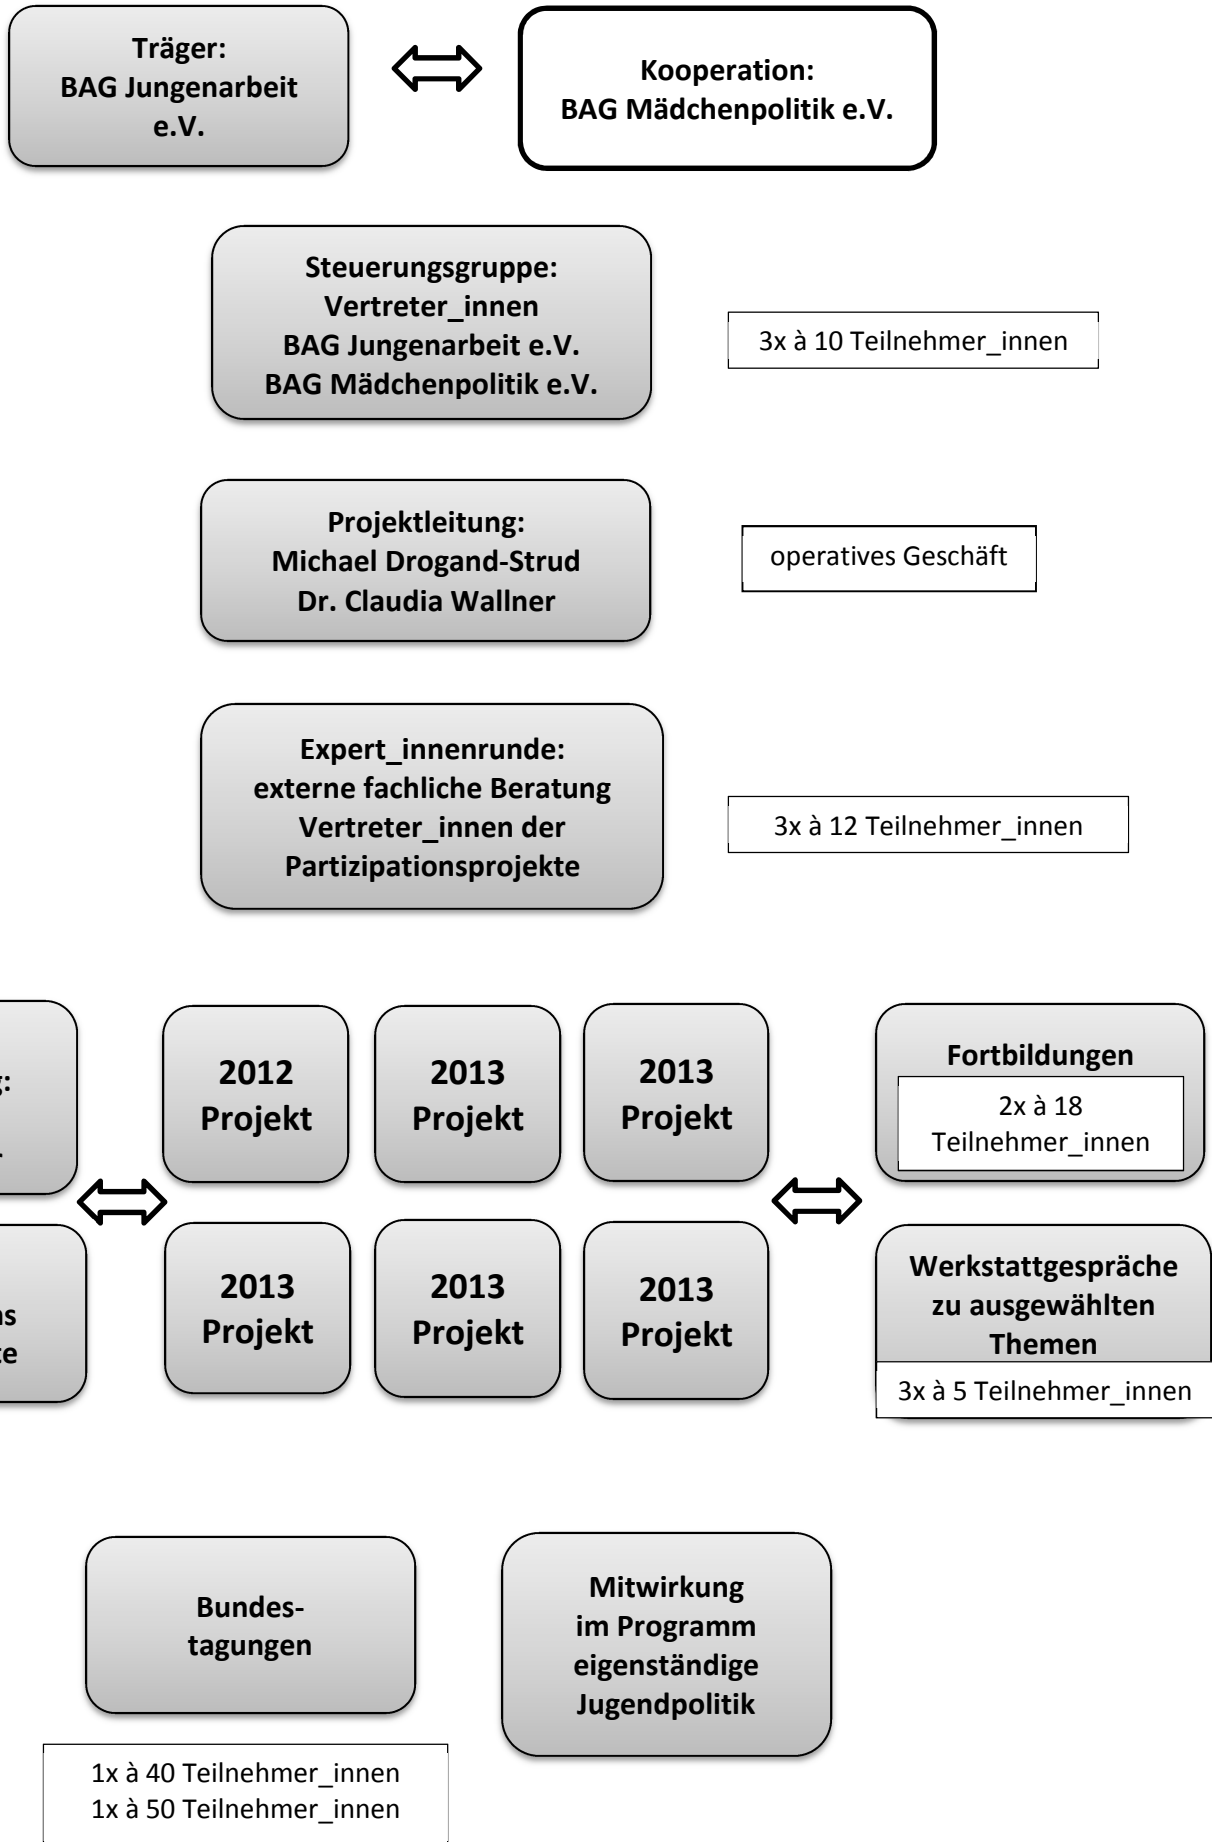 Träger:
BAG Jungenarbeit
e.V.
Kooperation:
BAG Mädchenpolitik e.V.
Steuerungsgruppe:
Vertreter_innen
BAG Jungenarbeit e.V.
BAG Mädchenpolitik e.V.
3x à 10 Teilnehmer_innen
Projektleitung:
Michael Drogand-Strud
Dr. Claudia Wallner
operatives Geschäft
Expert_innenrunde:
externe fachliche Beratung
Vertreter_innen der
Partizipationsprojekte
3x à 12 Teilnehmer_innen
2012
Projekt
2013
Projekt
2013
Projekt
Fortbildungen
2x à 18
Teilnehmer_innen
2013
Projekt
2013
Projekt
2013
Projekt
Werkstattgespräche
zu ausgewählten
Themen
3x à 5 Teilnehmer_innen
Bundes-
tagungen
1x à 40 Teilnehmer_innen
1x à 50 Teilnehmer_innen
Mitwirkung
im Programm
eigenständige
Jugendpolitik